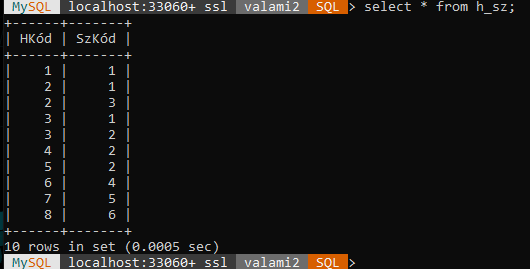 MySQL localhost:33060+ ssl valami2 SQL > select * from h_sz;
+------+-------+
| HKód | SzKód |
+------+-------+
|    1 |     1 |
|    2 |     1 |
|    2 |     3 |
|    3 |     1 |
|    3 |     2 |
|    4 |     2 |
|    5 |     2 |
|    6 |     4 |
|    7 |     5 |
|    8 |     6 |
+------+-------+
10 rows in set (0.0005 sec)
MySQL localhost:33060+ ssl valami2 SQL >